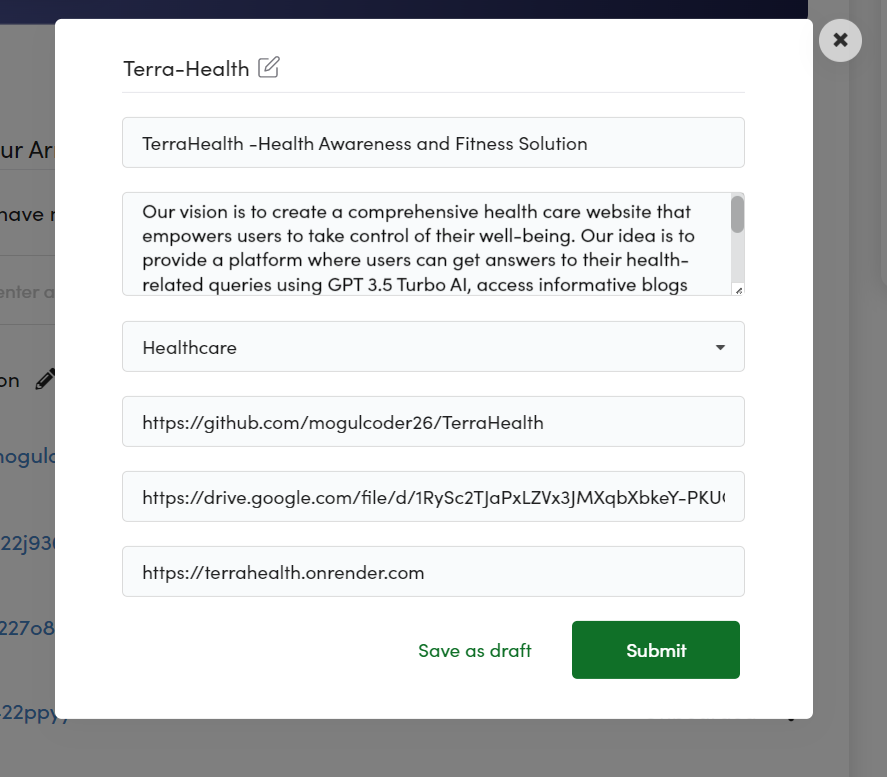 Terra-Health
ur Ar
TerraHealth -Health Awareness and Fitness Solution
have
Our vision is to create a comprehensive health care website that
empowers users to take control of their well-being. Our idea is to
provide a platform where users can get answers to their health-
related queries using GPT 3.5 Turbo AI, access informative blogs
enter a
Healthcare
on
https://github.com/mogulcoder26/TerraHealth
mogulc
https://drive.google.com/file/d/1RySc2TJaPxLZVx3JMXqbXbkeY-PKU
22j93
https://terrahealth.onrender.com
227o8
Save as draft
Submit
22ppyy